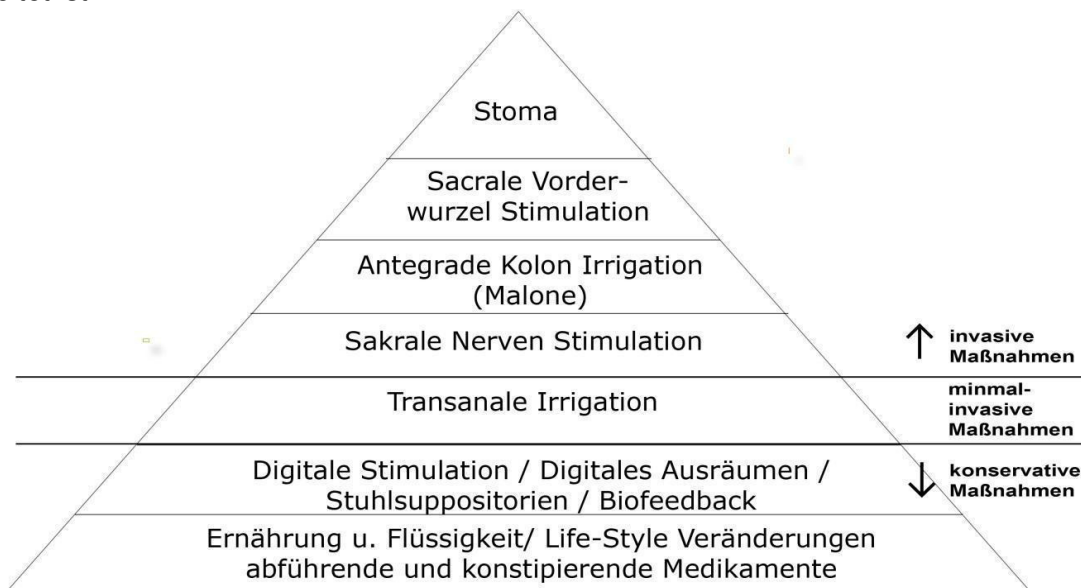 Stoma
Sacrale Vorder-
wurzel Stimulation
Antegrade Kolon Irrigation
(Malone)
Sakrale Nerven Stimulation
invasive
Maßnahmen
Transanale Irrigation
minmal-
invasive
Maßnahmen
Digitale Stimulation / Digitales Ausräumen /
Stuhlsuppositorien / Biofeedback
konservative
Maßnahmen
Ernährung u. Flüssigkeit/ Life-Style Veränderungen
abführende und konstipierende Medikamente